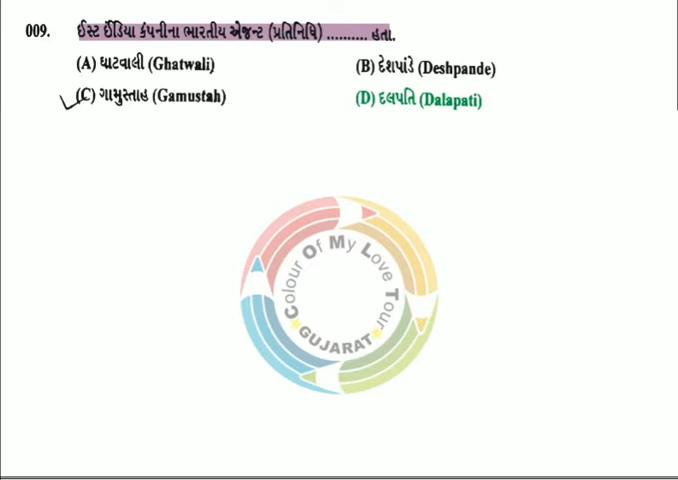 009. ઈસ્ટ ઈંડિયા કંપનીના ભારતીય એજન્ટ (પ્રતિનિધિ) .......... હતા.
(A) ઘાટવાલી (Ghatwali) (B) દેશપાંડે (Deshpande)
(C) ગામુસ્તાહ (Gamustah) (D) દલપતિ (Dalapati)
Colour Of My Love Tour
GUJARAT